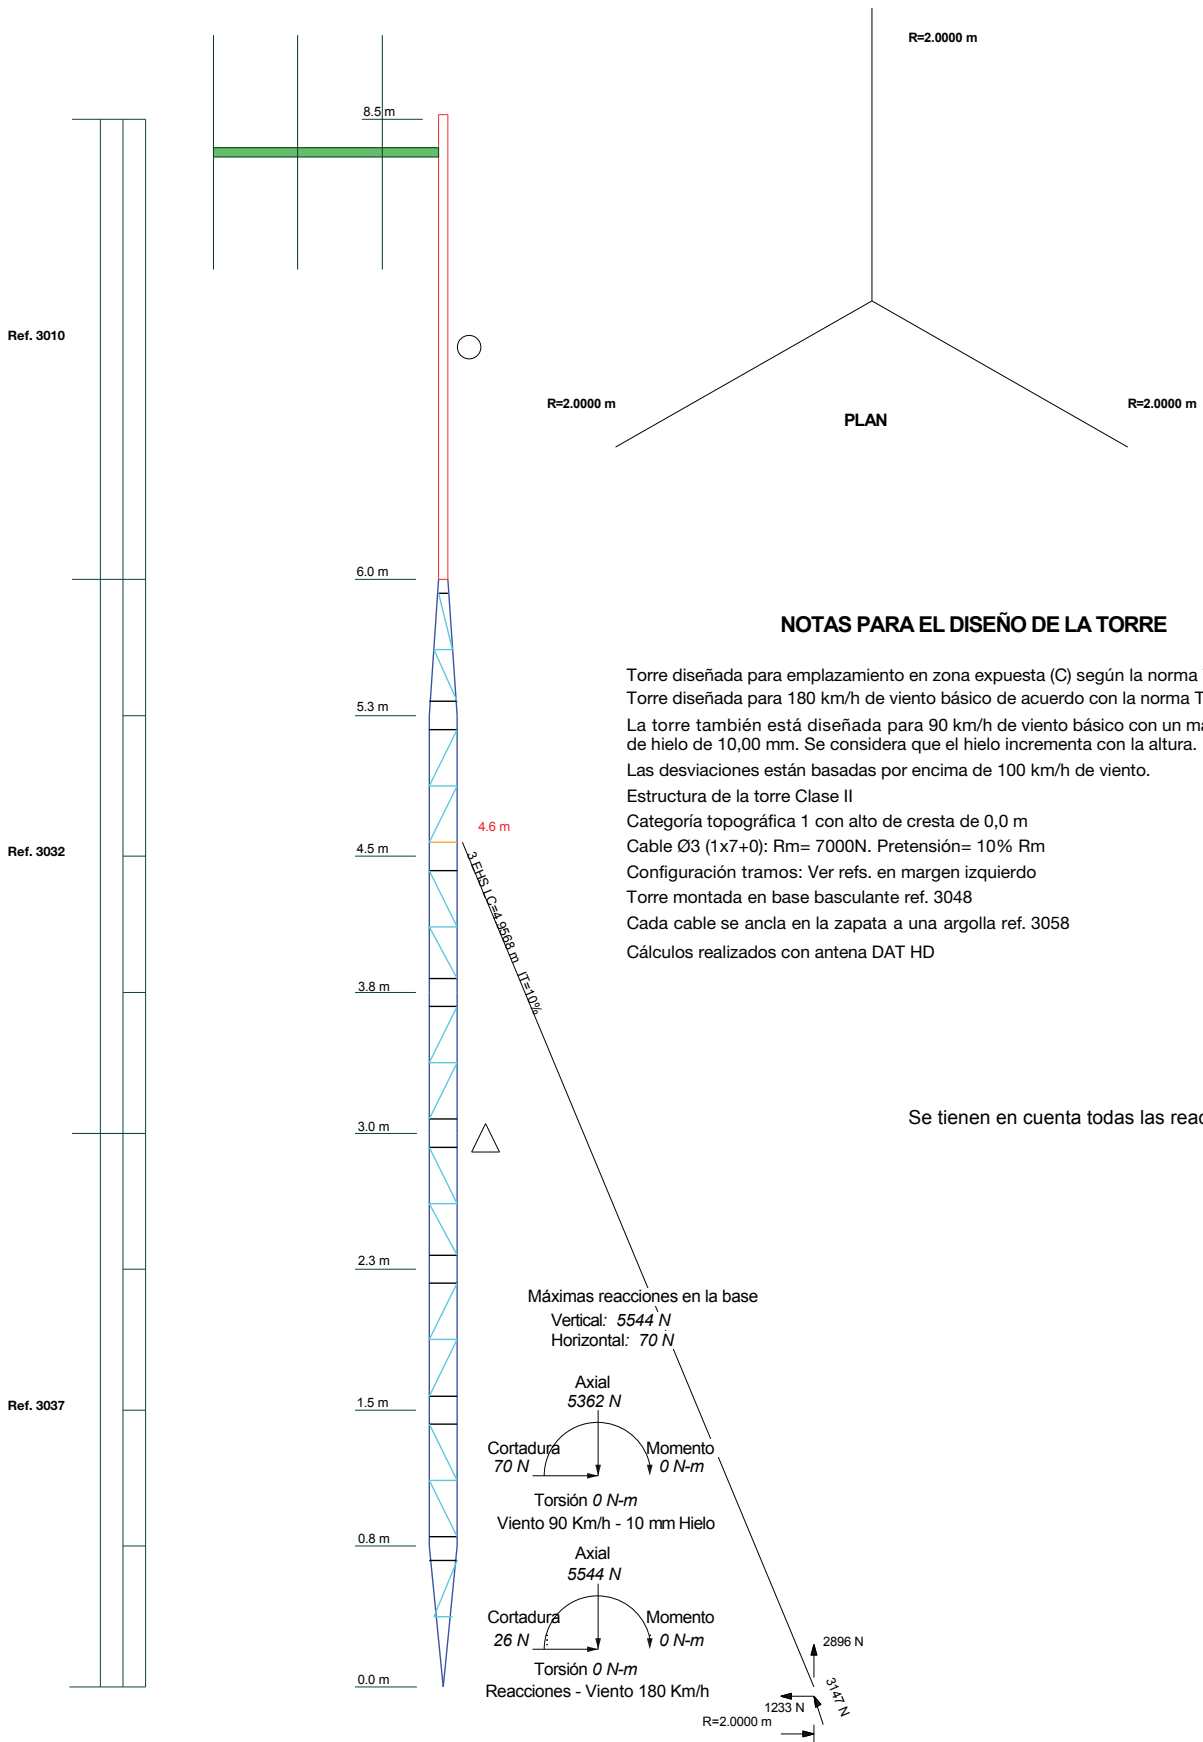 R=2.0000 m
8.5 m
Ref. 3010
R=2.0000 m
R=2.0000 m
PLAN
6.0 m
NOTAS PARA EL DISEÑO DE LA TORRE
Torre diseñada para emplazamiento en zona expuesta (C) según la norma
Torre diseñada para 180 km/h de viento básico de acuerdo con la norma T
La torre también está diseñada para 90 km/h de viento básico con un ma
de hielo de 10,00 mm. Se considera que el hielo incrementa con la altura.
Las desviaciones están basadas por encima de 100 km/h de viento.
Estructura de la torre Clase II
Categoría topográfica 1 con alto de cresta de 0,0 m
Cable Ø3 (1x7+0): Rm= 7000N. Pretensión= 10% Rm
Configuración tramos: Ver refs. en margen izquierdo
Torre montada en base basculante ref. 3048
Cada cable se ancla en la zapata a una argolla ref. 3058
Cálculos realizados con antena DAT HD
5.3 m
4.6 m
Ref. 3032
4.5 m
3 EHS LC=4.9568 m IT=10%
3.8 m
Se tienen en cuenta todas las reac
3.0 m
2.3 m
Máximas reacciones en la base
Vertical: 5544 N
Horizontal: 70 N
Ref. 3037
1.5 m
Axial
5362 N
Cortadura
70 N
Momento
0 N-m
Torsión 0 N-m
Viento 90 Km/h - 10 mm Hielo
0.8 m
Axial
5544 N
Cortadura
26 N
Momento
0 N-m
Torsión 0 N-m
Reacciones - Viento 180 Km/h
0.0 m
2896 N
3147 N
1233 N
R=2.0000 m